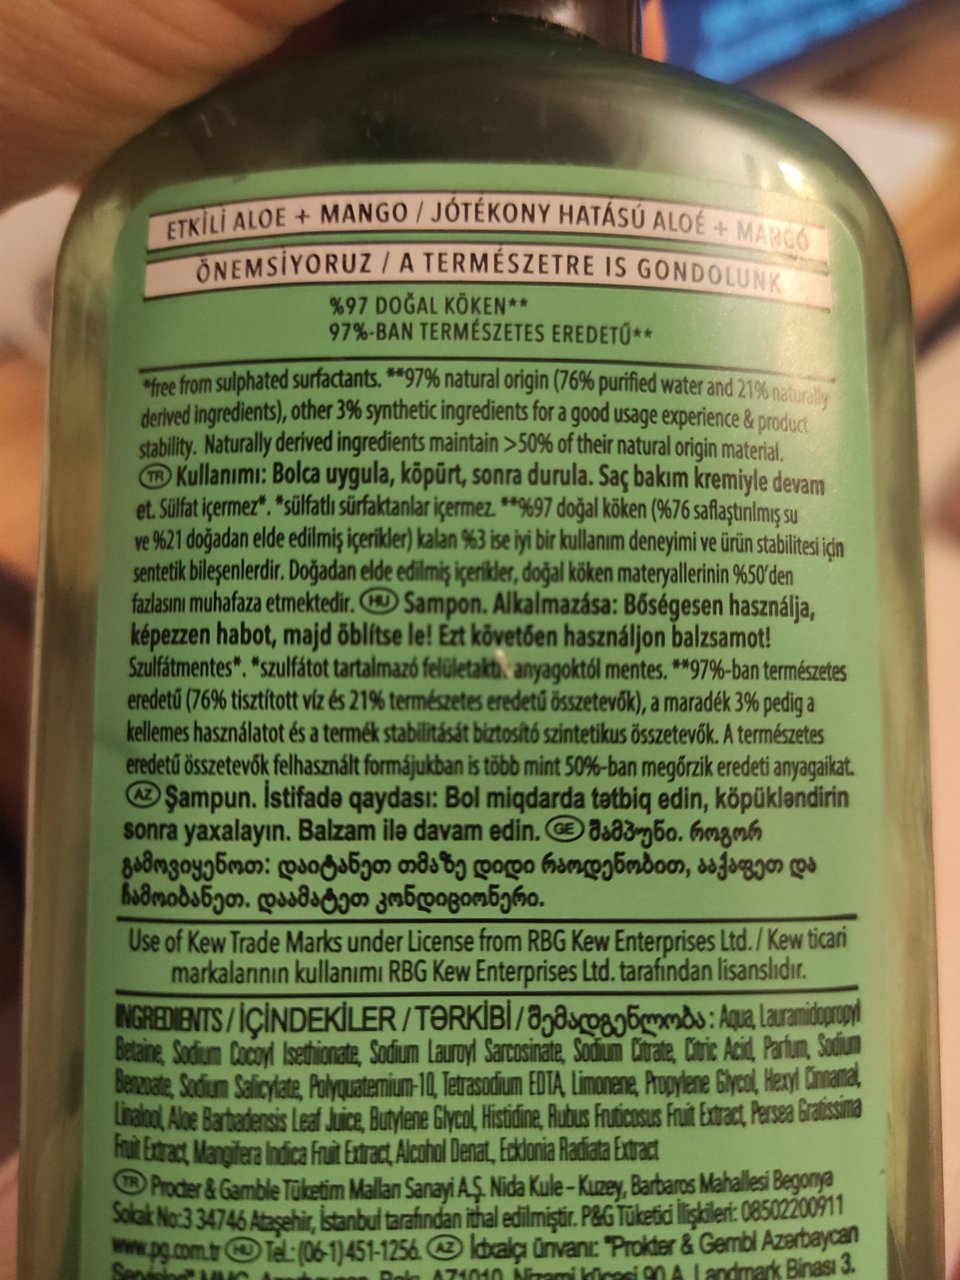 ETKİLİ ALOE + MANGO / JÓTÉKONY HATÁSÚ ALOÉ + MANGÓ
ÖNEMSİYORUZ / A TERMÉSZETRE IS GONDOLUNK
%97 DOĞAL KÖKEN**
97%-BAN TERMÉSZETES EREDETŰ**
*free from sulphated surfactants. **97% natural origin (76% purified water and 21% naturally
derived ingredients), other 3% synthetic ingredients for a good usage experience & product
stability. Naturally derived ingredients maintain >50% of their natural origin material.
TR Kullanımı: Bolca uygula, köpürt, sonra durula. Saç bakım kremiyle devam
et. Sülfat içermez*. *sülfatlı sürfaktanlar içermez. **%97 doğal köken (%76 saflaştırılmış su
ve %21 doğadan elde edilmiş içerikler) kalan %3 ise iyi bir kullanım deneyimi ve ürün stabilitesi için
sentetik bileşenlerdir. Doğadan elde edilmiş içerikler, doğal köken materyallerinin %50'den
fazlasını muhafaza etmektedir. HU Sampon. Alkalmazása: Bőségesen használja,
képezzen habot, majd öblítse le! Ezt követően használjon balzsamot!
Szulfátmentes*. *szulfátot tartalmazó anyagoktól mentes. **97%-ban természetes
eredetű (76% tisztított víz és 21% természetes eredetű összetevők), a maradék 3% pedig a
kellemes használatot és a termék stabilitását biztosító szintetikus összetevők. A természetes
eredetű összetevők felhasznált formájukban is több mint 50%-ban megőrzik eredeti anyagaikat.
AZ Şampun. İstifadə qaydası: Bol miqdarda tətbiq edin, köpükləndirin
sonra yaxalayın. Balzam ilə davam edin. GE შამპუნი. როგორ
გამოვიყენოთ: დაიტანეთ თმაზე დიდი რაოდენობით, ააქაფეთ და
ჩამოიბანეთ. დაამატეთ კონდიციონერი.
Use of Kew Trade Marks under License from RBG Kew Enterprises Ltd. / Kew ticari
markalarının kullanımı RBG Kew Enterprises Ltd. tarafından lisanslıdır.
INGREDIENTS / İÇİNDEKİLER / TƏRKİBİ / შემადგენლობა : Aqua, Lauramidopropyl
Betaine, Sodium Cocoyl Isethionate, Sodium Lauroyl Sarcosinate, Sodium Citrate, Citric Acid, Parfum, Sodium
Benzoate, Sodium Salicylate, Polyquaternium-10, Tetrasodium EDTA, Limonene, Propylene Glycol, Hexyl Cinnamal,
Linalool, Aloe Barbadensis Leaf Juice, Butylene Glycol, Histidine, Rubus Fruticosus Fruit Extract, Persea Gratissima
Fruit Extract, Mangifera Indica Fruit Extract, Alcohol Denat., Ecklonia Radiata Extract
TR Procter & Gamble Tüketim Malları Sanayi A.Ş. Nida Kule – Kuzey, Barbaros Mahallesi Begonya
Sokak No:3 34746 Ataşehir, İstanbul tarafından ithal edilmiştir. P&G Tüketici İlişkileri: 08502200911
www.pg.com.tr HU Tel.: (06-1) 451-1256. AZ İdxalçı ünvanı: "Prokter & Gembl Azərbaycan
Servisləri" MMC, Azərbaycan, Bakı, AZ1010, Nizami küçəsi 90 A, Landmark Binası 3.